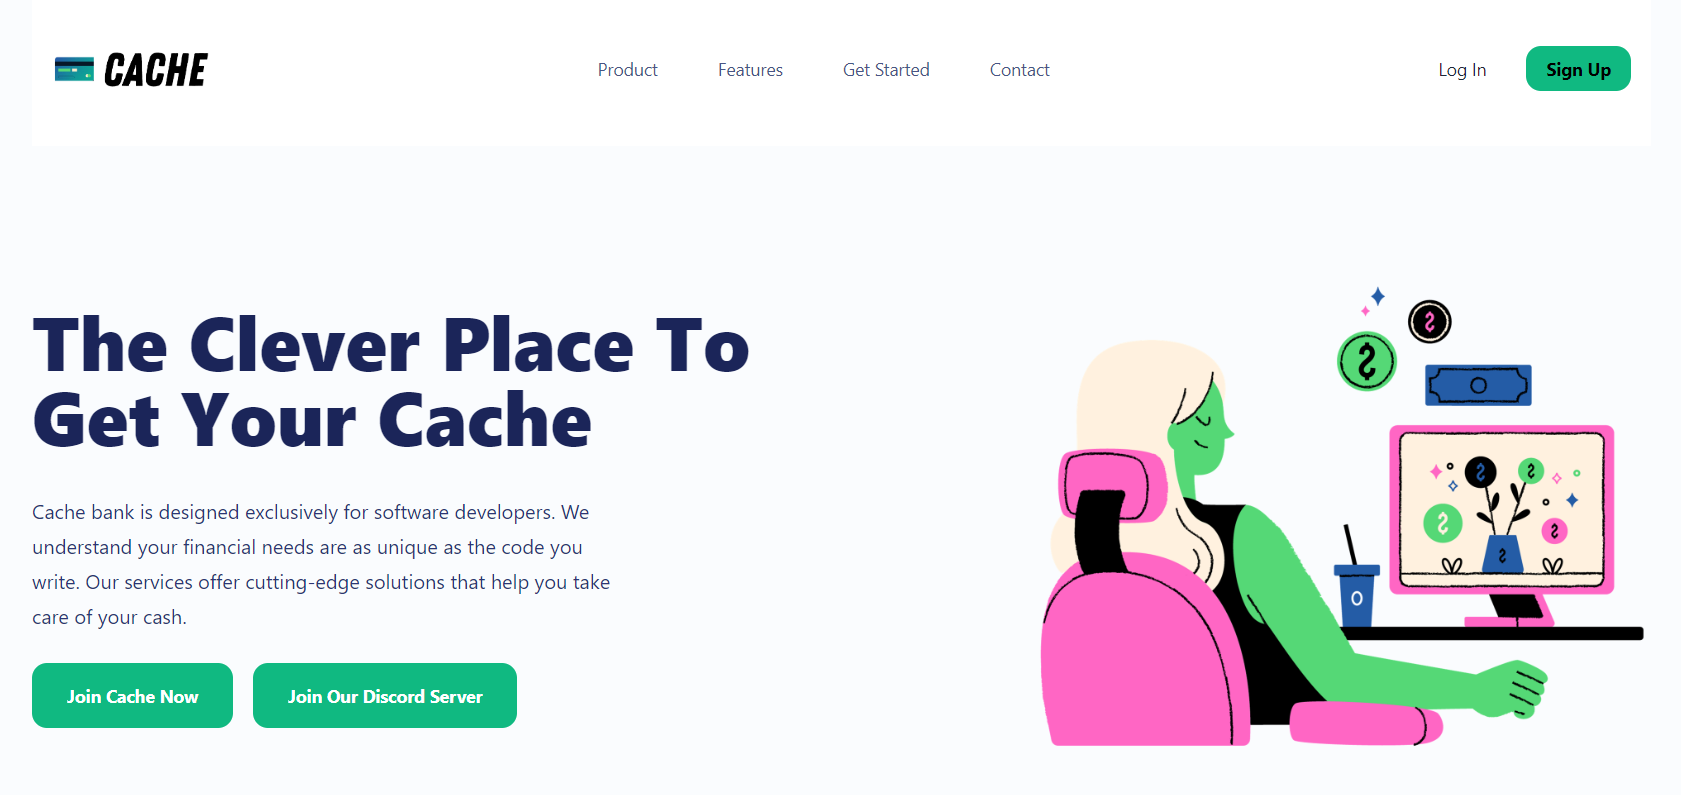 CACHE
Product
Features
Get Started
Contact
Log In
Sign Up
The Clever Place To
Get Your Cache
Cache bank is designed exclusively for software developers. We
understand your financial needs are as unique as the code you
write. Our services offer cutting-edge solutions that help you take
care of your cash.
Join Cache Now
Join Our Discord Server